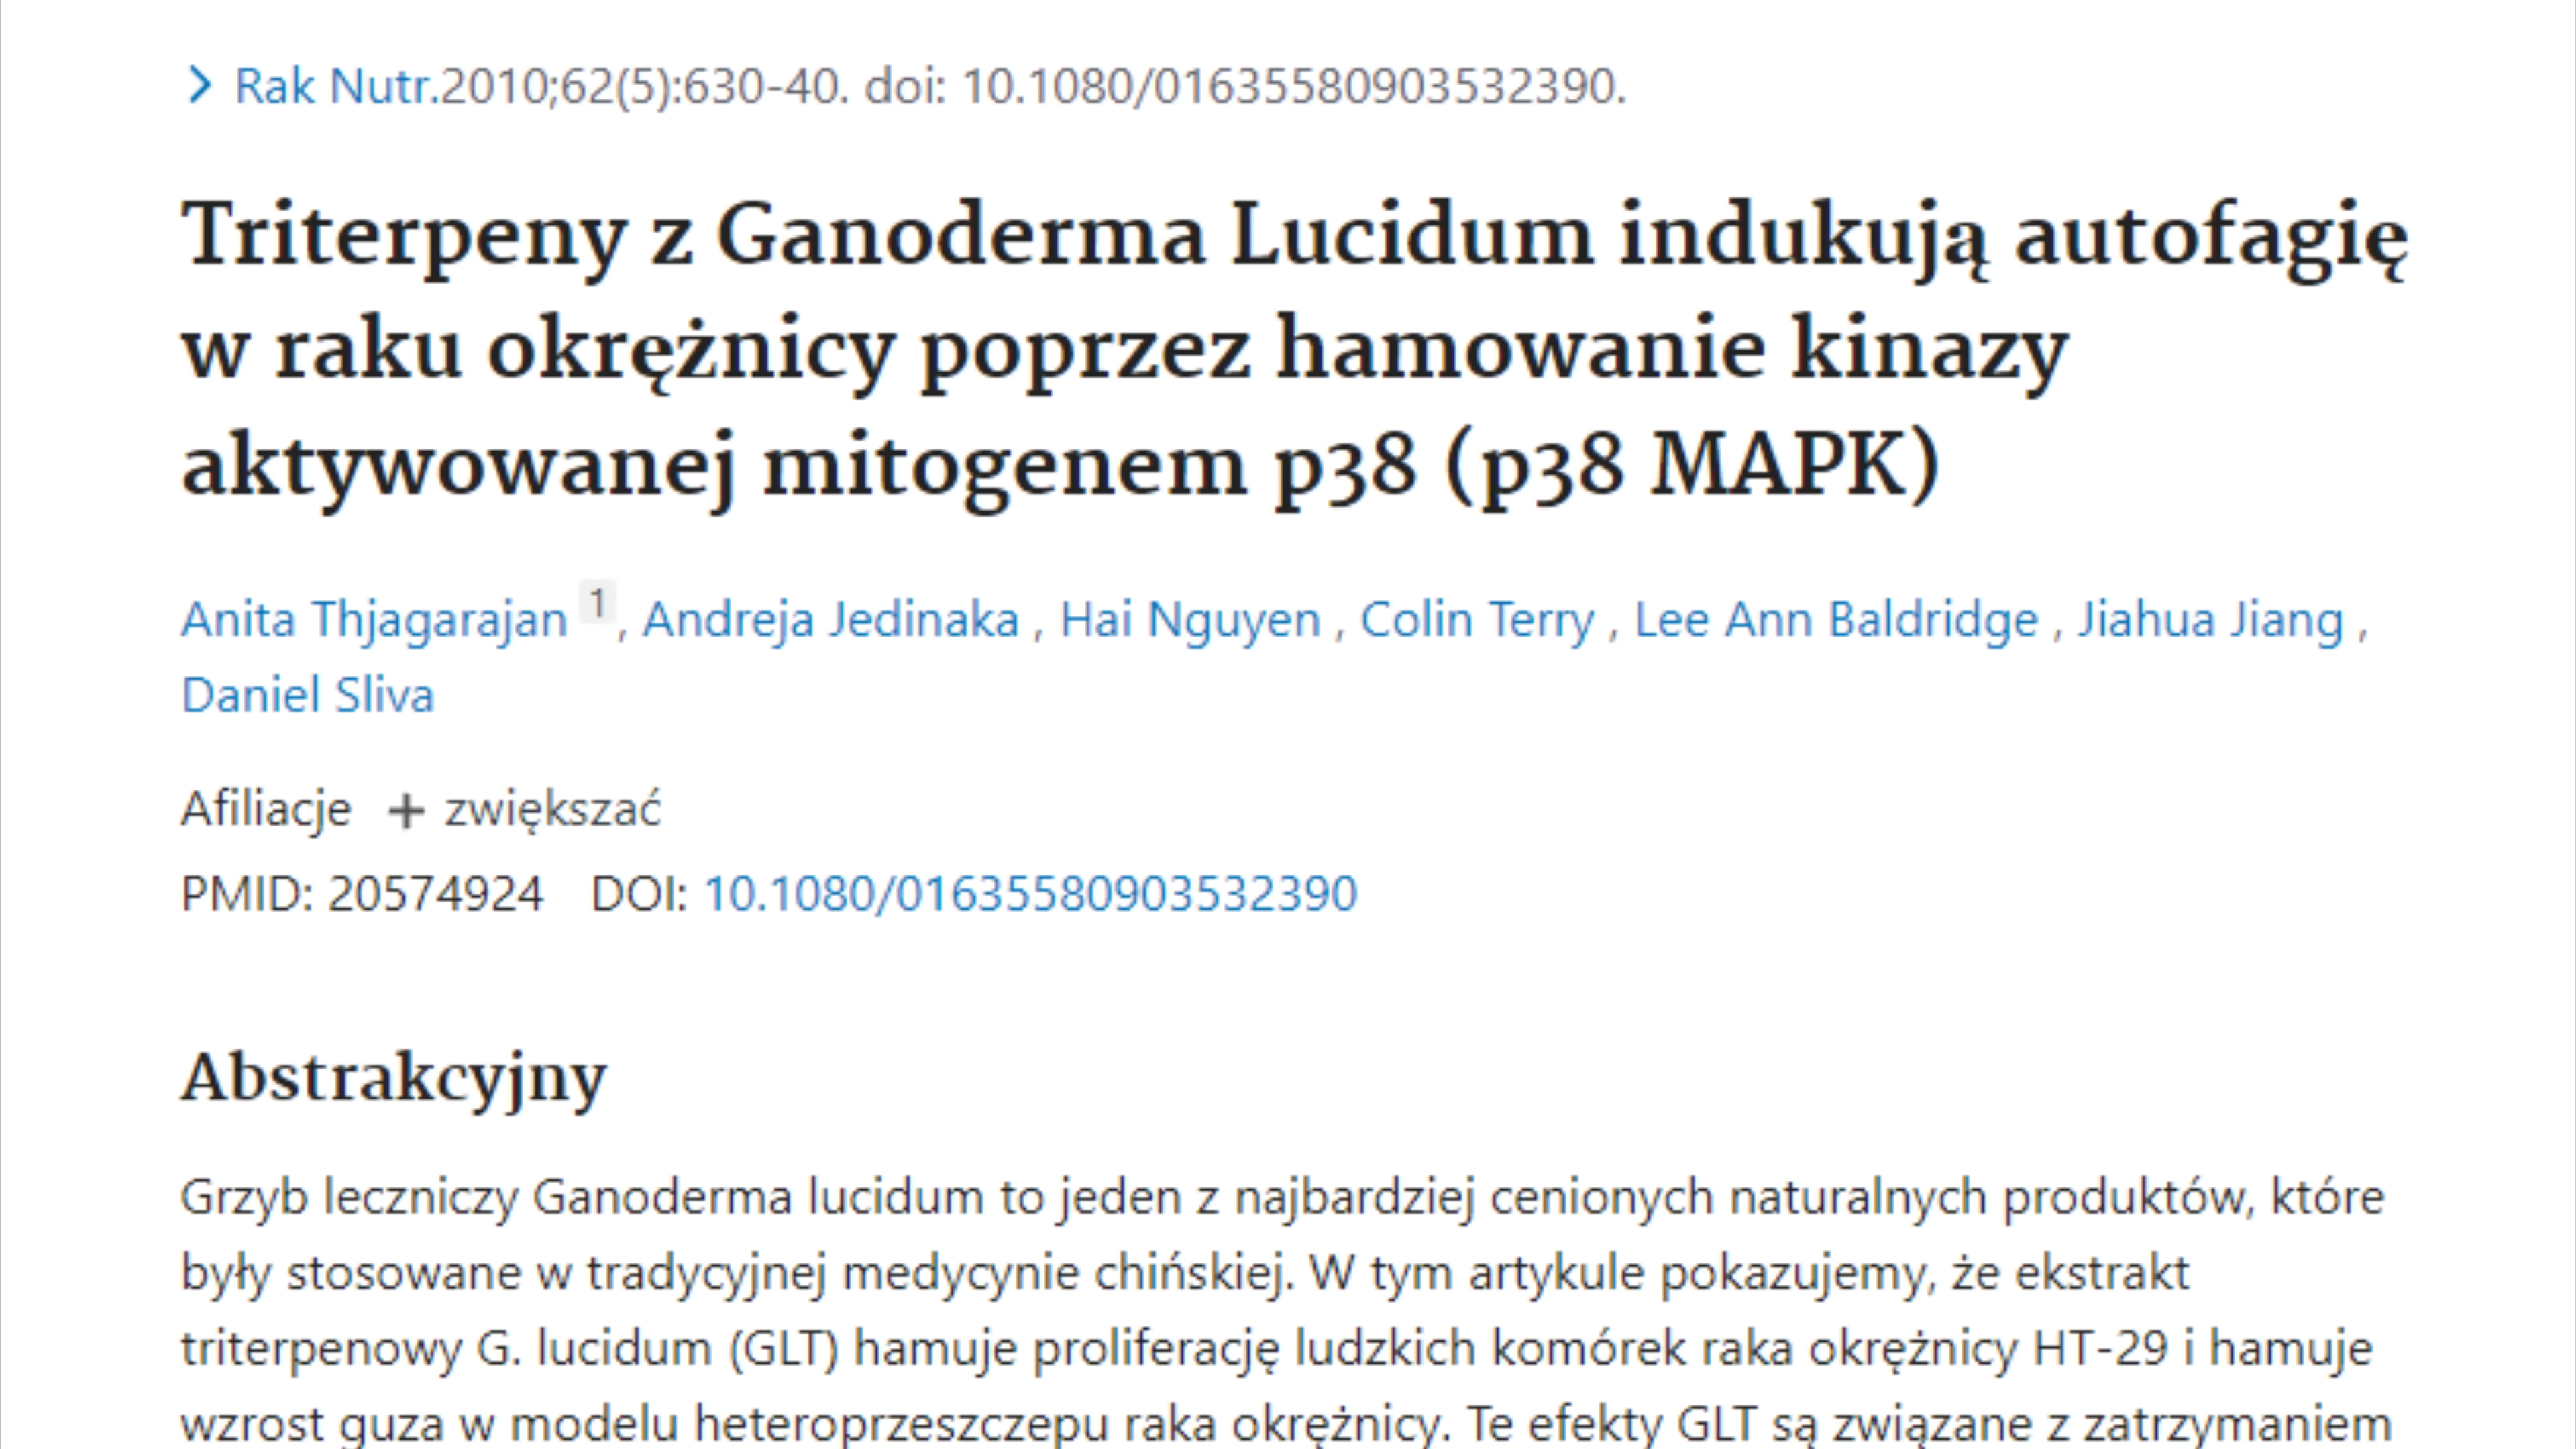 > Rak Nutr.2010;62(5):630-40. doi: 10.1080/01635580903532390.
Triterpeny z Ganoderma Lucidum indukują autofagię
w raku okrężnicy poprzez hamowanie kinazy
aktywowanej mitogenem p38 (p38 MAPK)
Anita Thjagarajan 1 , Andreja Jedinaka , Hai Nguyen , Colin Terry , Lee Ann Baldridge , Jiahua Jiang ,
Daniel Sliva
Afiliacje + zwiększać
PMID: 20574924 DOI: 10.1080/01635580903532390
Abstrakcyjny
Grzyb leczniczy Ganoderma lucidum to jeden z najbardziej cenionych naturalnych produktów, które
były stosowane w tradycyjnej medycynie chińskiej. W tym artykule pokazujemy, że ekstrakt
triterpenowy G. lucidum (GLT) hamuje proliferację ludzkich komórek raka okrężnicy HT-29 i hamuje
wzrost guza w modelu heteroprzeszczepu raka okrężnicy. Te efekty GLT są związane z zatrzymaniem